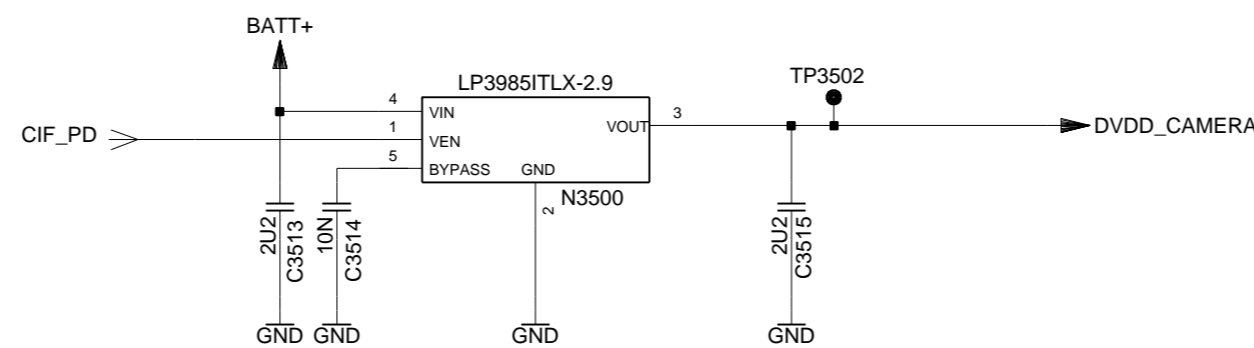 BATT+
TP3502
LP3985ITLX-2.9
4
VIN
3
CIF_PD
1
VEN
VOUT
DVDD_CAMERA
5
BYPASS
GND
N3500
2
2U2
C3513
10N
C3514
2U2
C3515
GND
GND
GND
GND